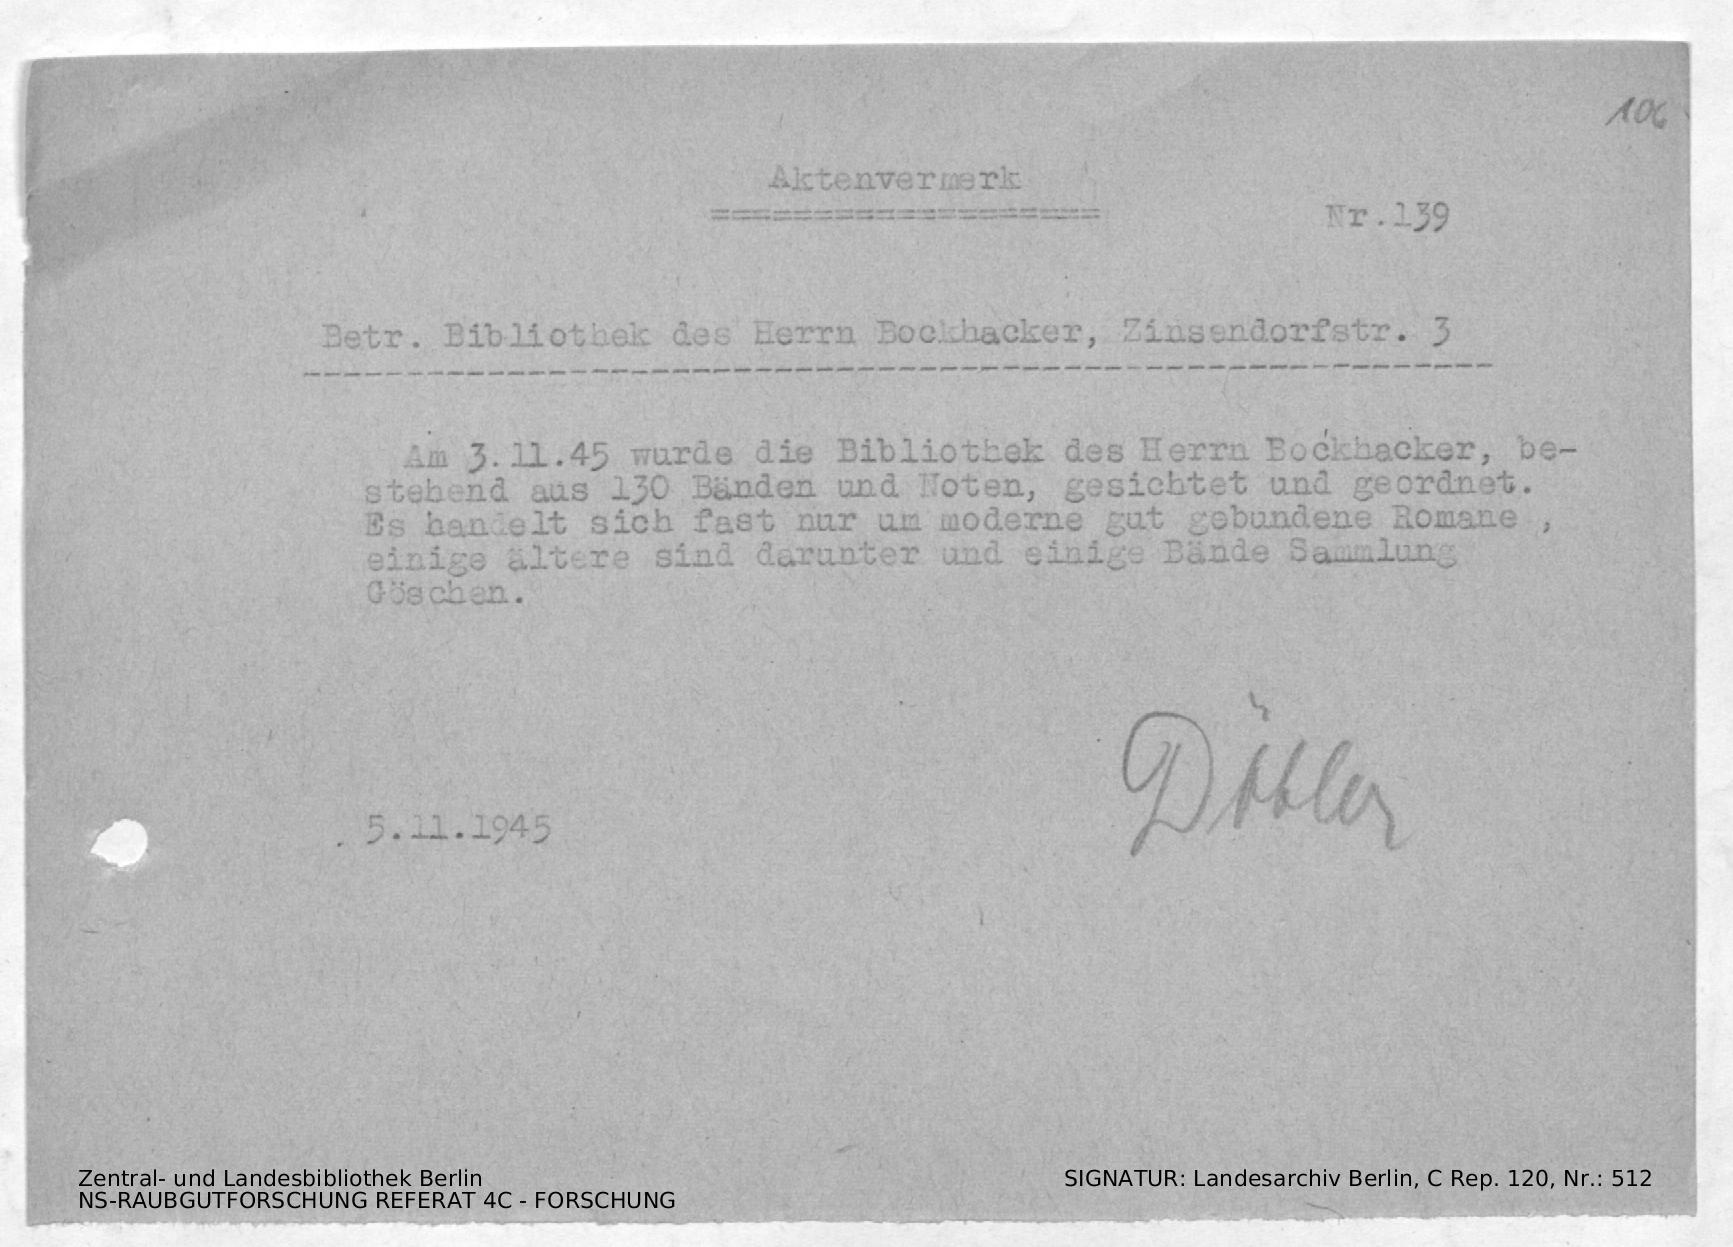 106
Aktenvermerk
===================
Nr.139
Betr. Bibliothek des Herrn Bockhacker, Zinsendorfstr. 3
Am 3.11.45 wurde die Bibliothek des Herrn Bockhacker, be-
stehend aus 130 Bänden und Noten, gesichtet und geordnet.
Es handelt sich fast nur um moderne gut gebundene Romane ,
einige ältere sind darunter und einige Bände Sammlung
Göschen.
Döbler
5.11.1945
Zentral- und Landesbibliothek Berlin
NS-RAUBGUTFORSCHUNG REFERAT 4C - FORSCHUNG
SIGNATUR: Landesarchiv Berlin, C Rep. 120, Nr.: 512